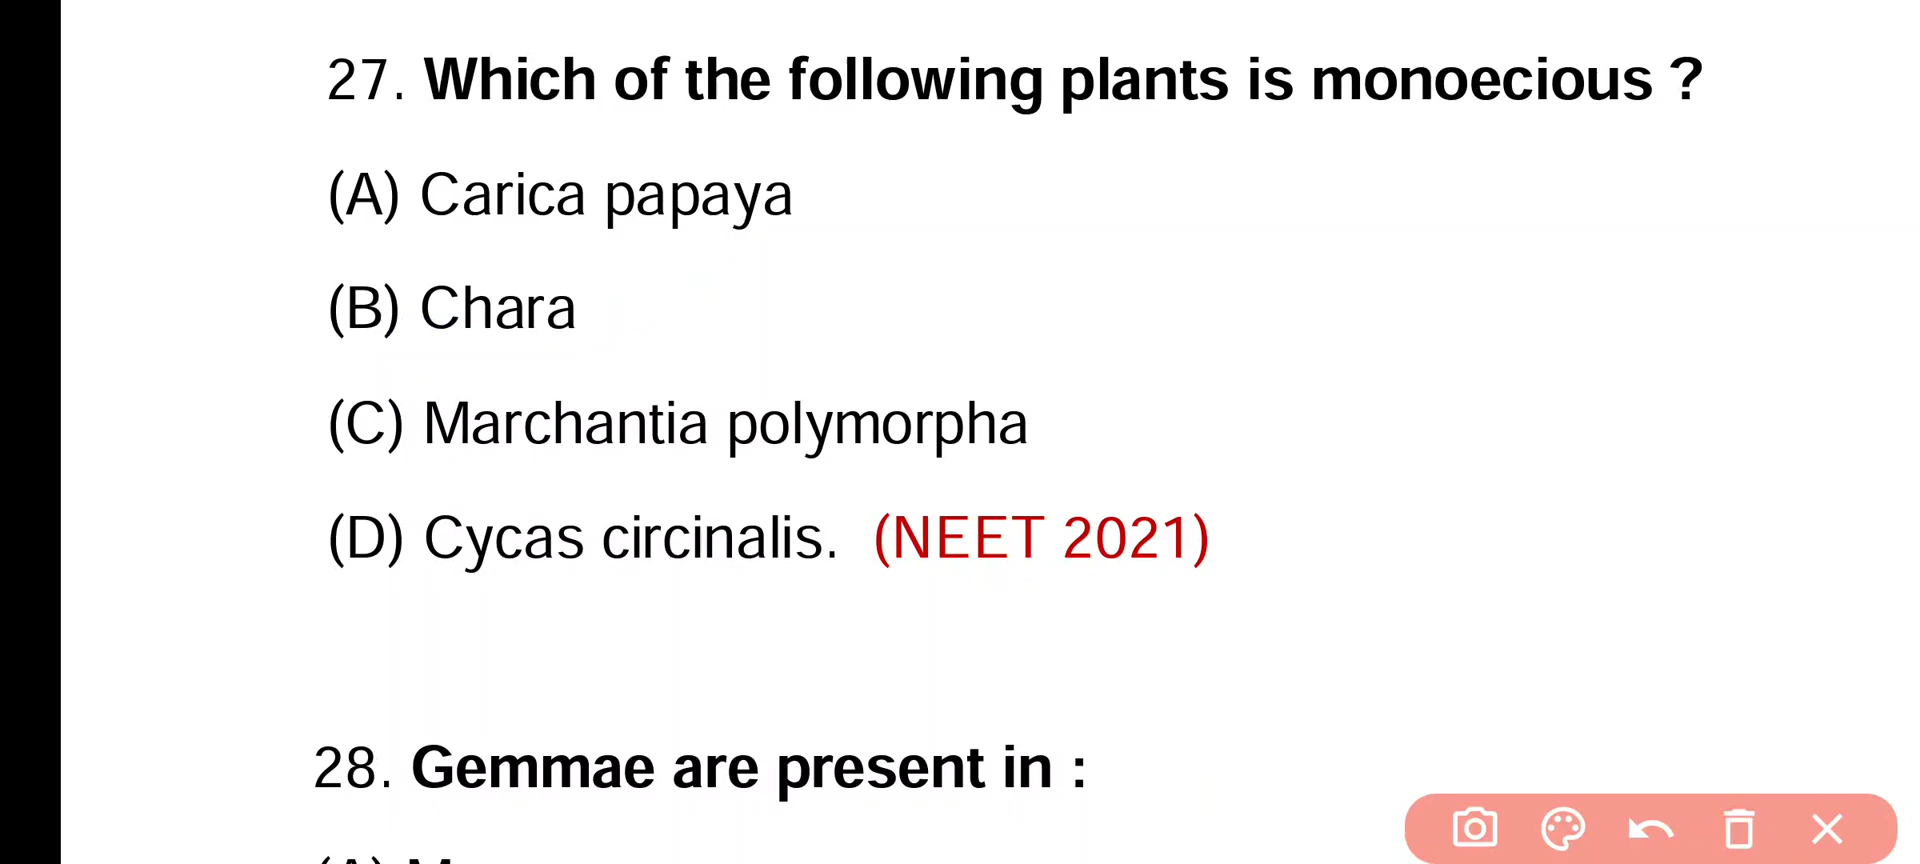 27. Which of the following plants is monoecious ?
(A) Carica papaya
(B) Chara
(C) Marchantia polymorpha
(D) Cycas circinalis. (NEET 2021)
28. Gemmae are present in :